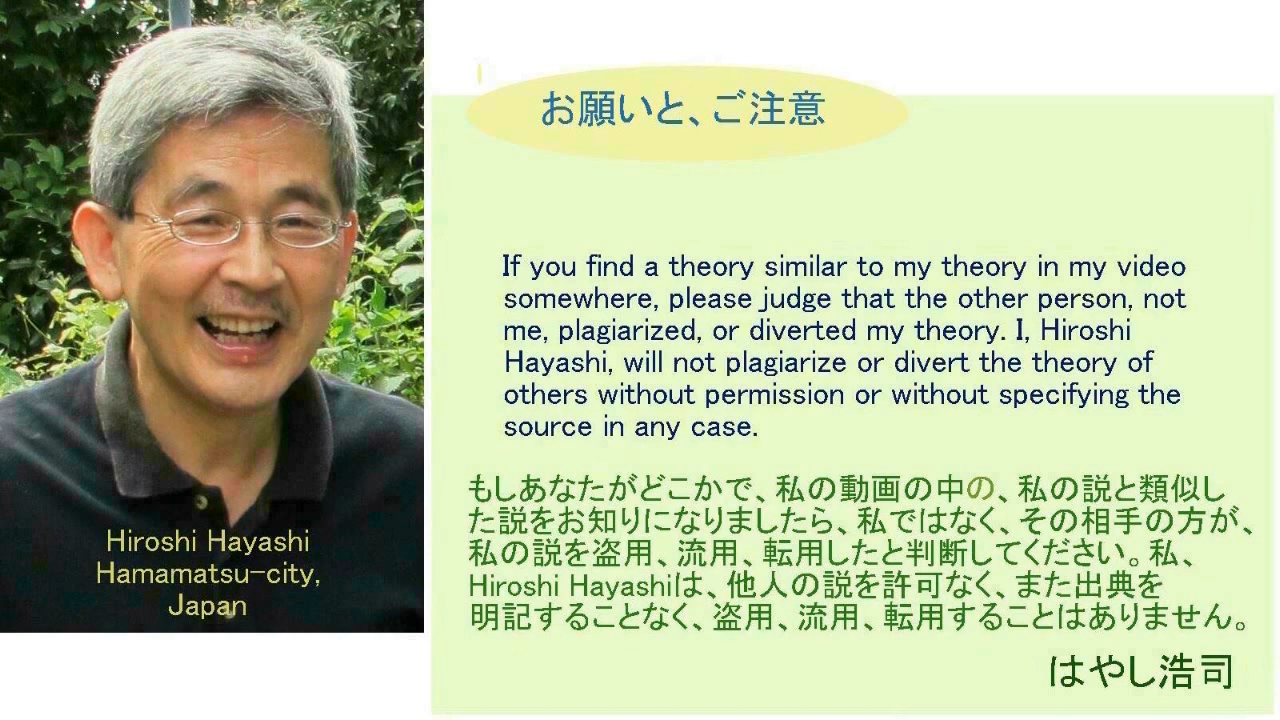 お願いと、ご注意
If you find a theory similar to my theory in my video
somewhere, please judge that the other person, not
me, plagiarized, or diverted my theory. I, Hiroshi
Hayashi, will not plagiarize or divert the theory of
others without permission or without specifying the
source in any case.
もしあなたがどこかで、私の動画の中の、私の説と類似し
た説をお知りになりましたら、私ではなく、その相手の方が、
私の説を盗用、流用、転用したと判断してください。私、
Hiroshi Hayashiは、他人の説を許可なく、また出典を
明記することなく、盗用、流用、転用することはありません。
はやし浩司
Hiroshi Hayashi
Hamamatsu-city,
Japan